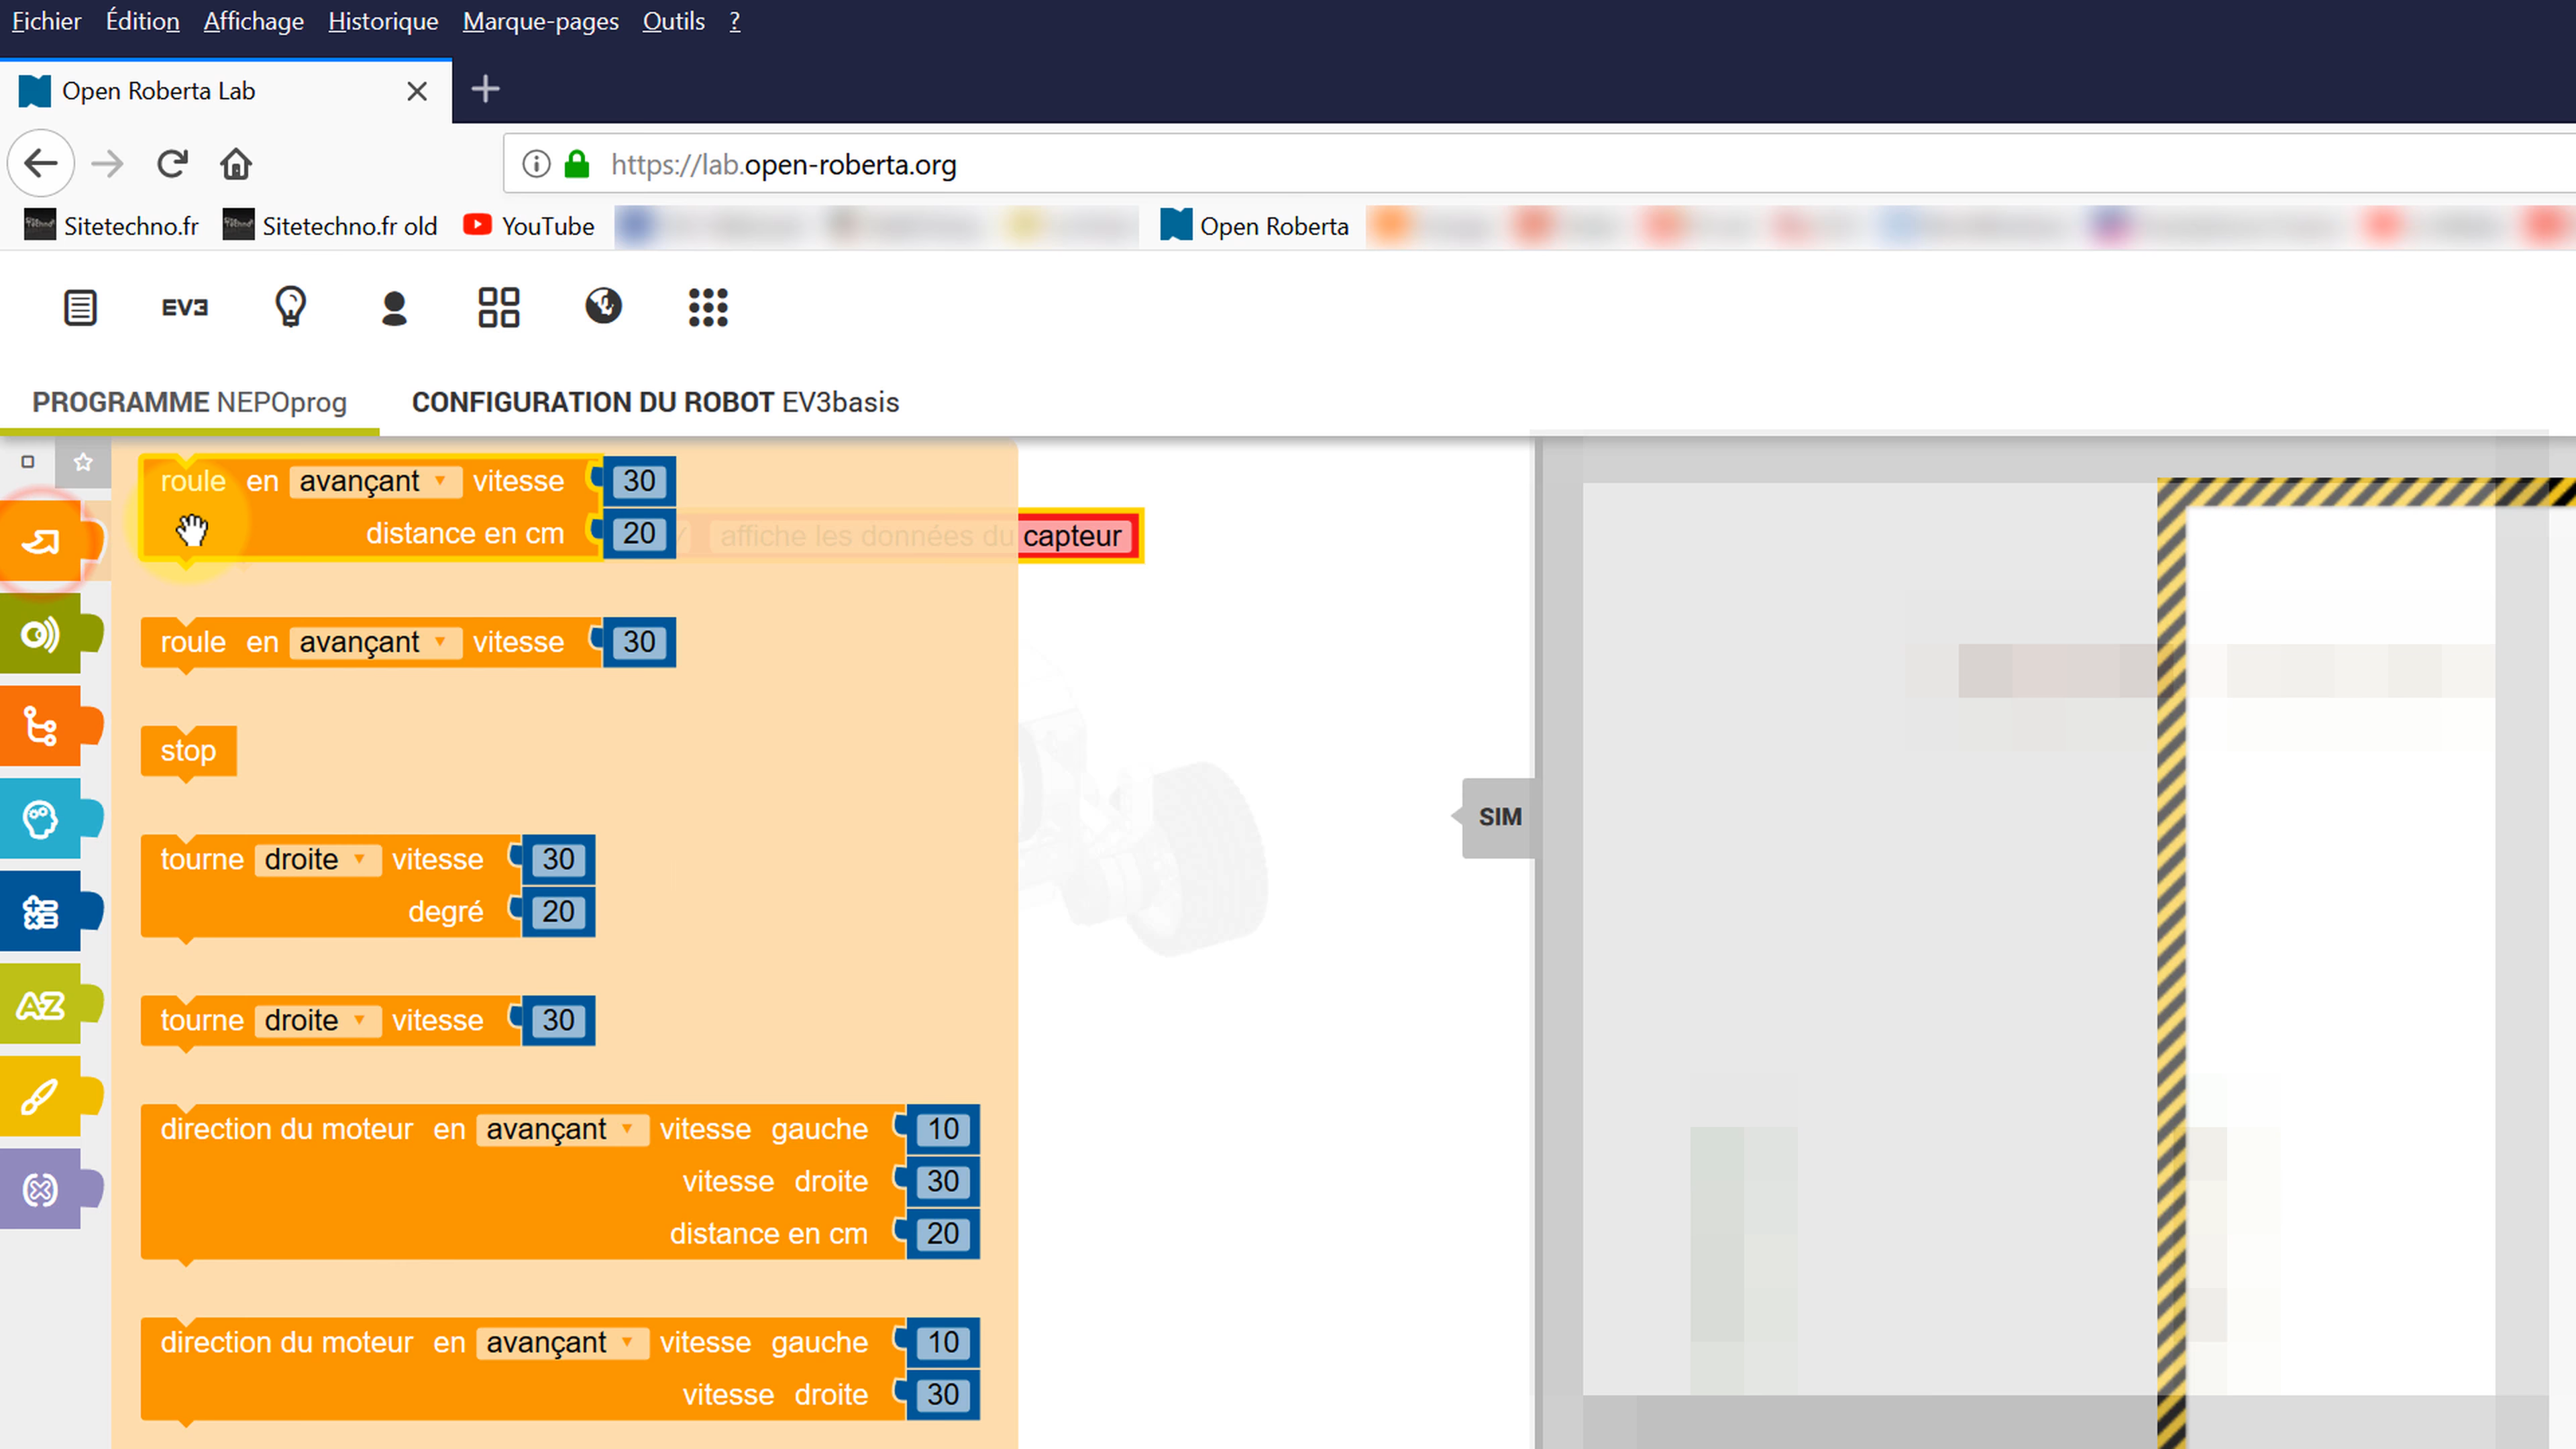 Fichier Édition Affichage Historique Marque-pages Outils ?
Open Roberta Lab
https://lab.open-roberta.org
Sitetechno.fr Sitetechno.fr old YouTube Open Roberta
EV3
PROGRAMME NEPOprog CONFIGURATION DU ROBOT EV3basis
roule en avançant vitesse 30
distance en cm 20
affiche les données du capteur
roule en avançant vitesse 30
stop
SIM
tourne droite vitesse 30
degré 20
AZ
tourne droite vitesse 30
direction du moteur en avançant vitesse gauche 10
vitesse droite 30
distance en cm 20
direction du moteur en avançant vitesse gauche 10
vitesse droite 30